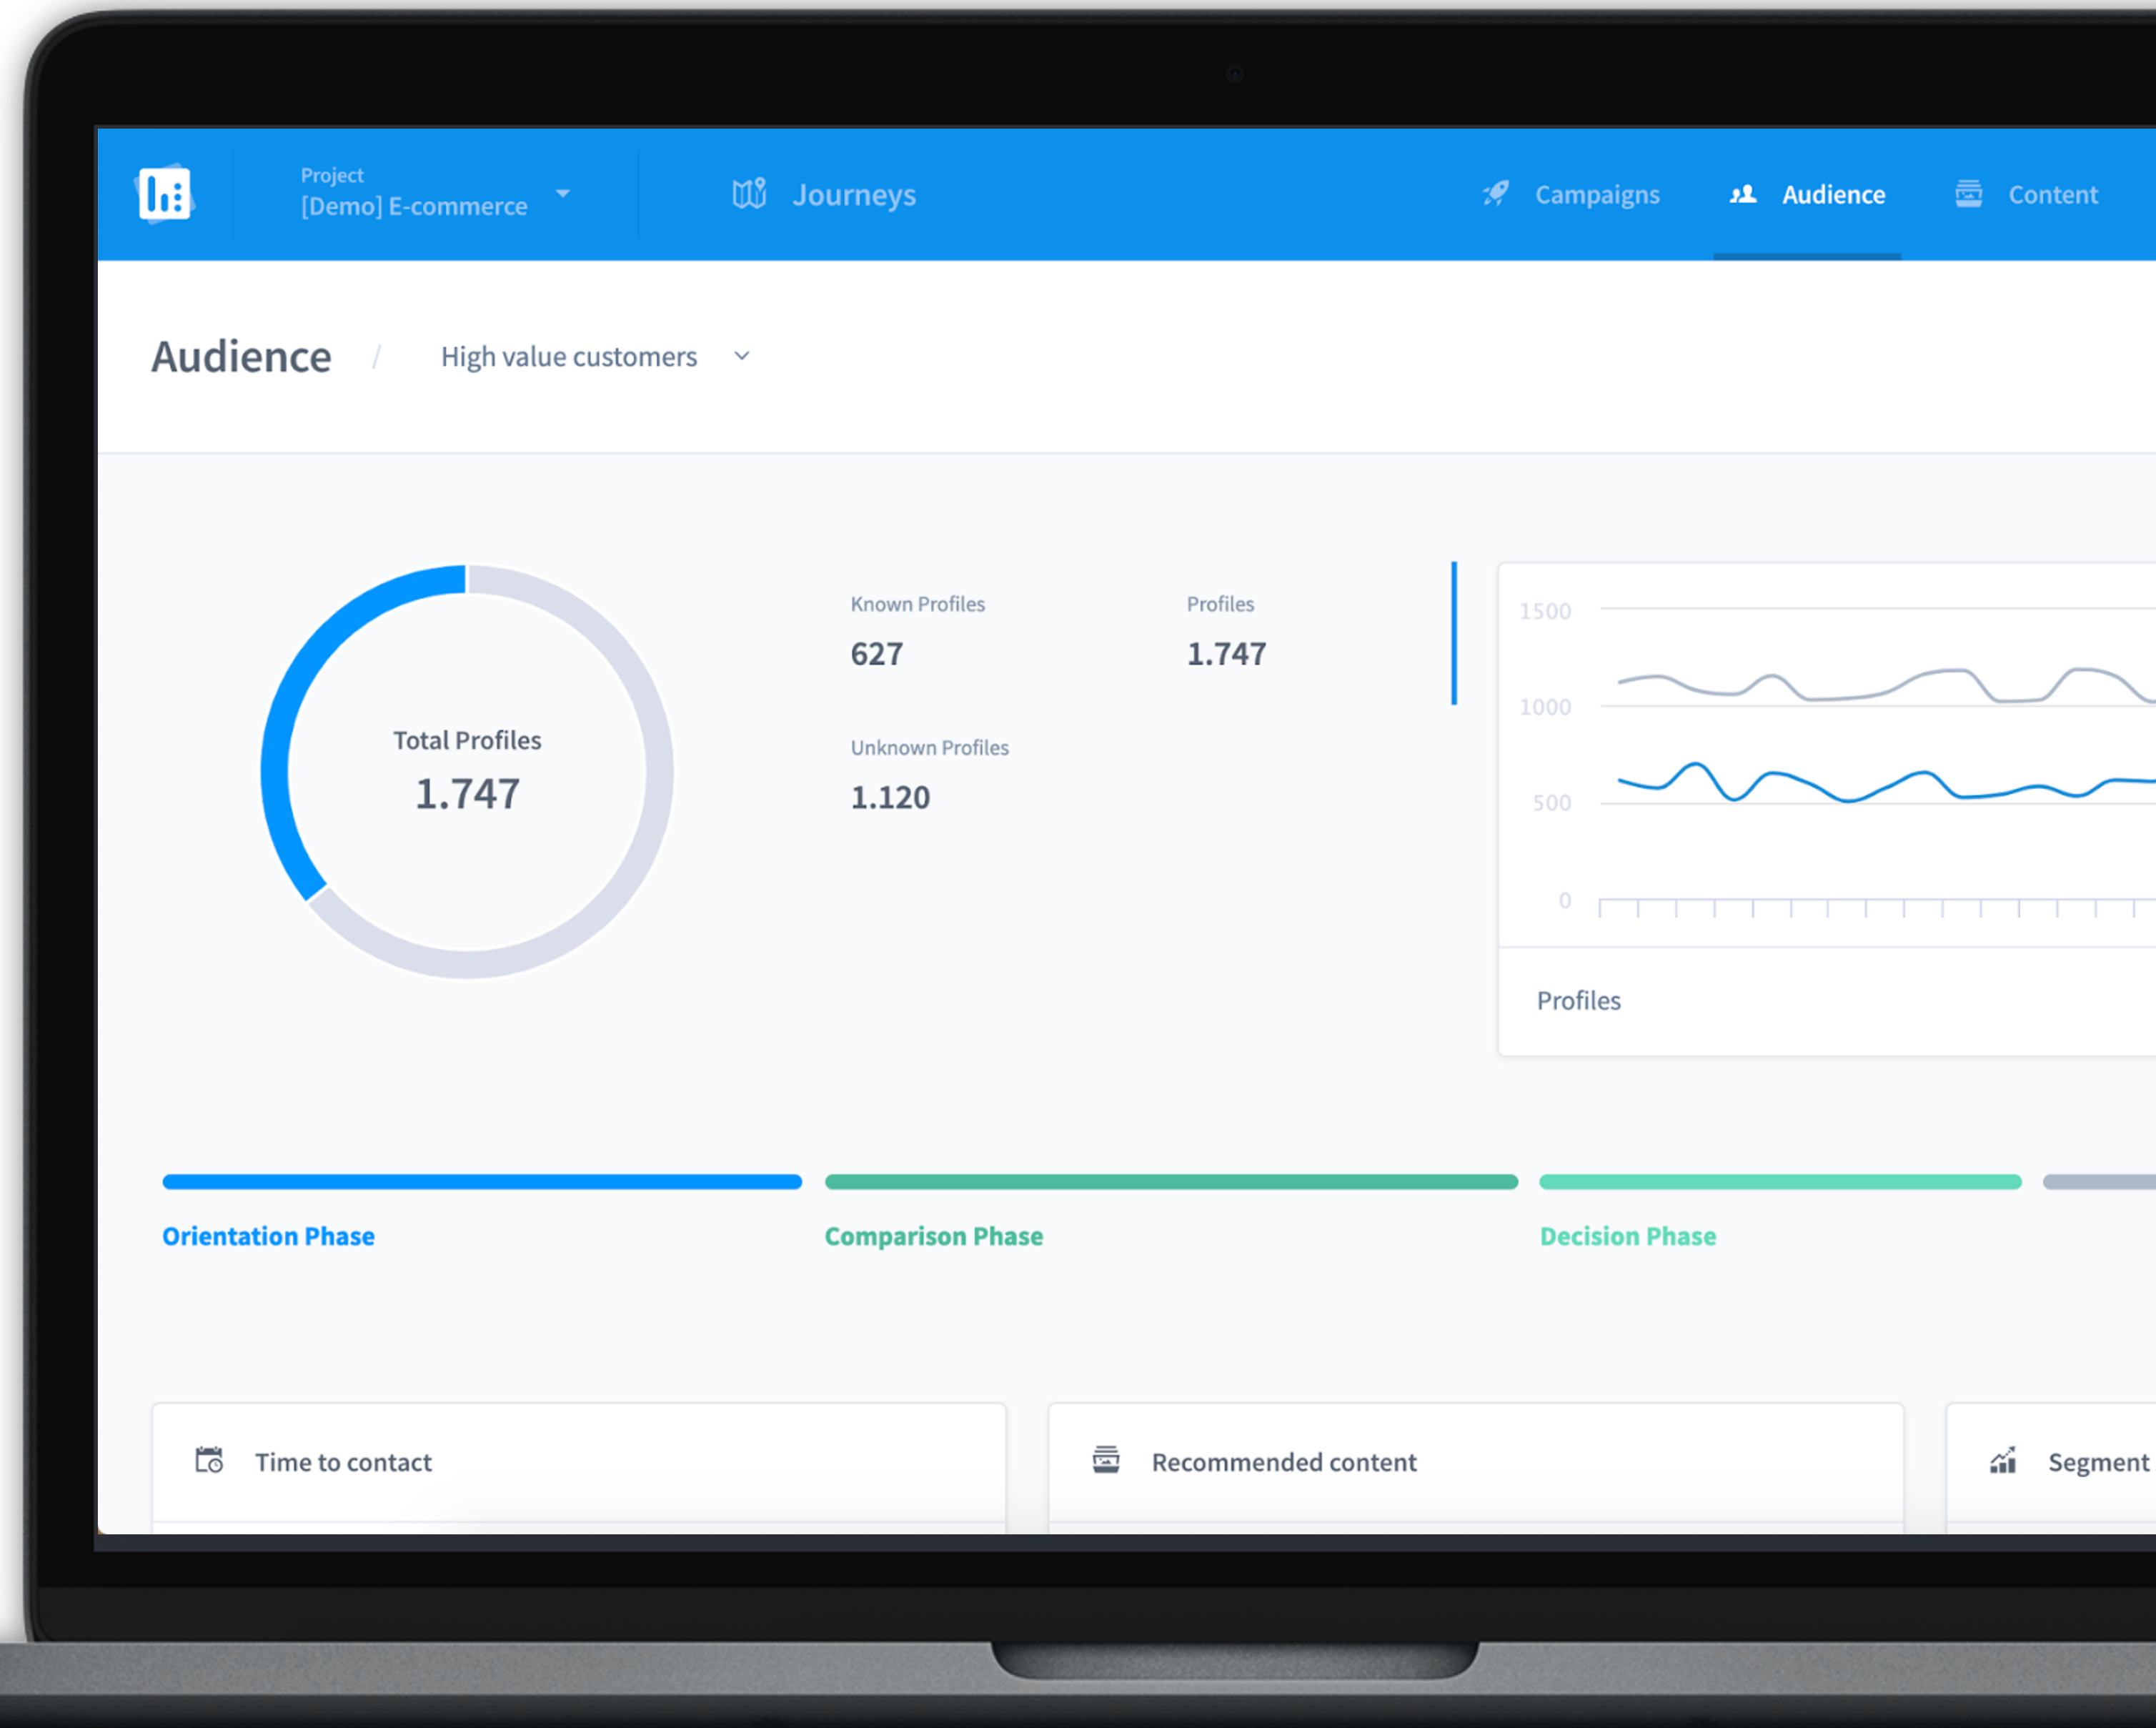 Project
[Demo] E-commerce
Journeys
Campaigns
Audience
Content
Audience / High value customers
Total Profiles
1.747
Known Profiles
627
Profiles
1.747
Unknown Profiles
1.120
1500
1000
500
0
Profiles
Orientation Phase
Comparison Phase
Decision Phase
Time to contact
Recommended content
Segment